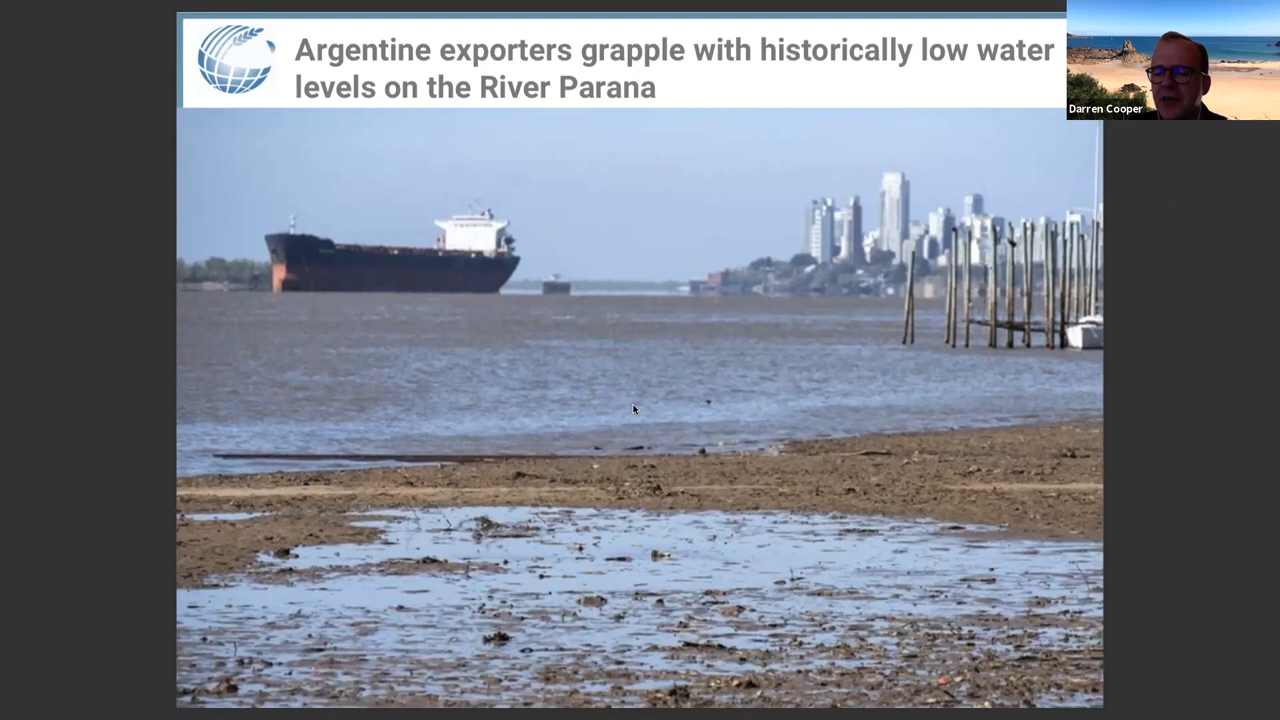 Argentine exporters grapple with historically low water
levels on the River Parana
Darren Cooper